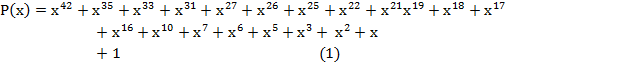 P(x) = x⁴² + x³⁵ + x³³ + x³¹ + x²⁷ + x²⁶ + x²⁵ + x²² + x²¹x¹⁹ + x¹⁸ + x¹⁷
+ x¹⁶ + x¹⁰ + x⁷ + x⁶ + x⁵ + x³ + x² + x
+ 1 (1)